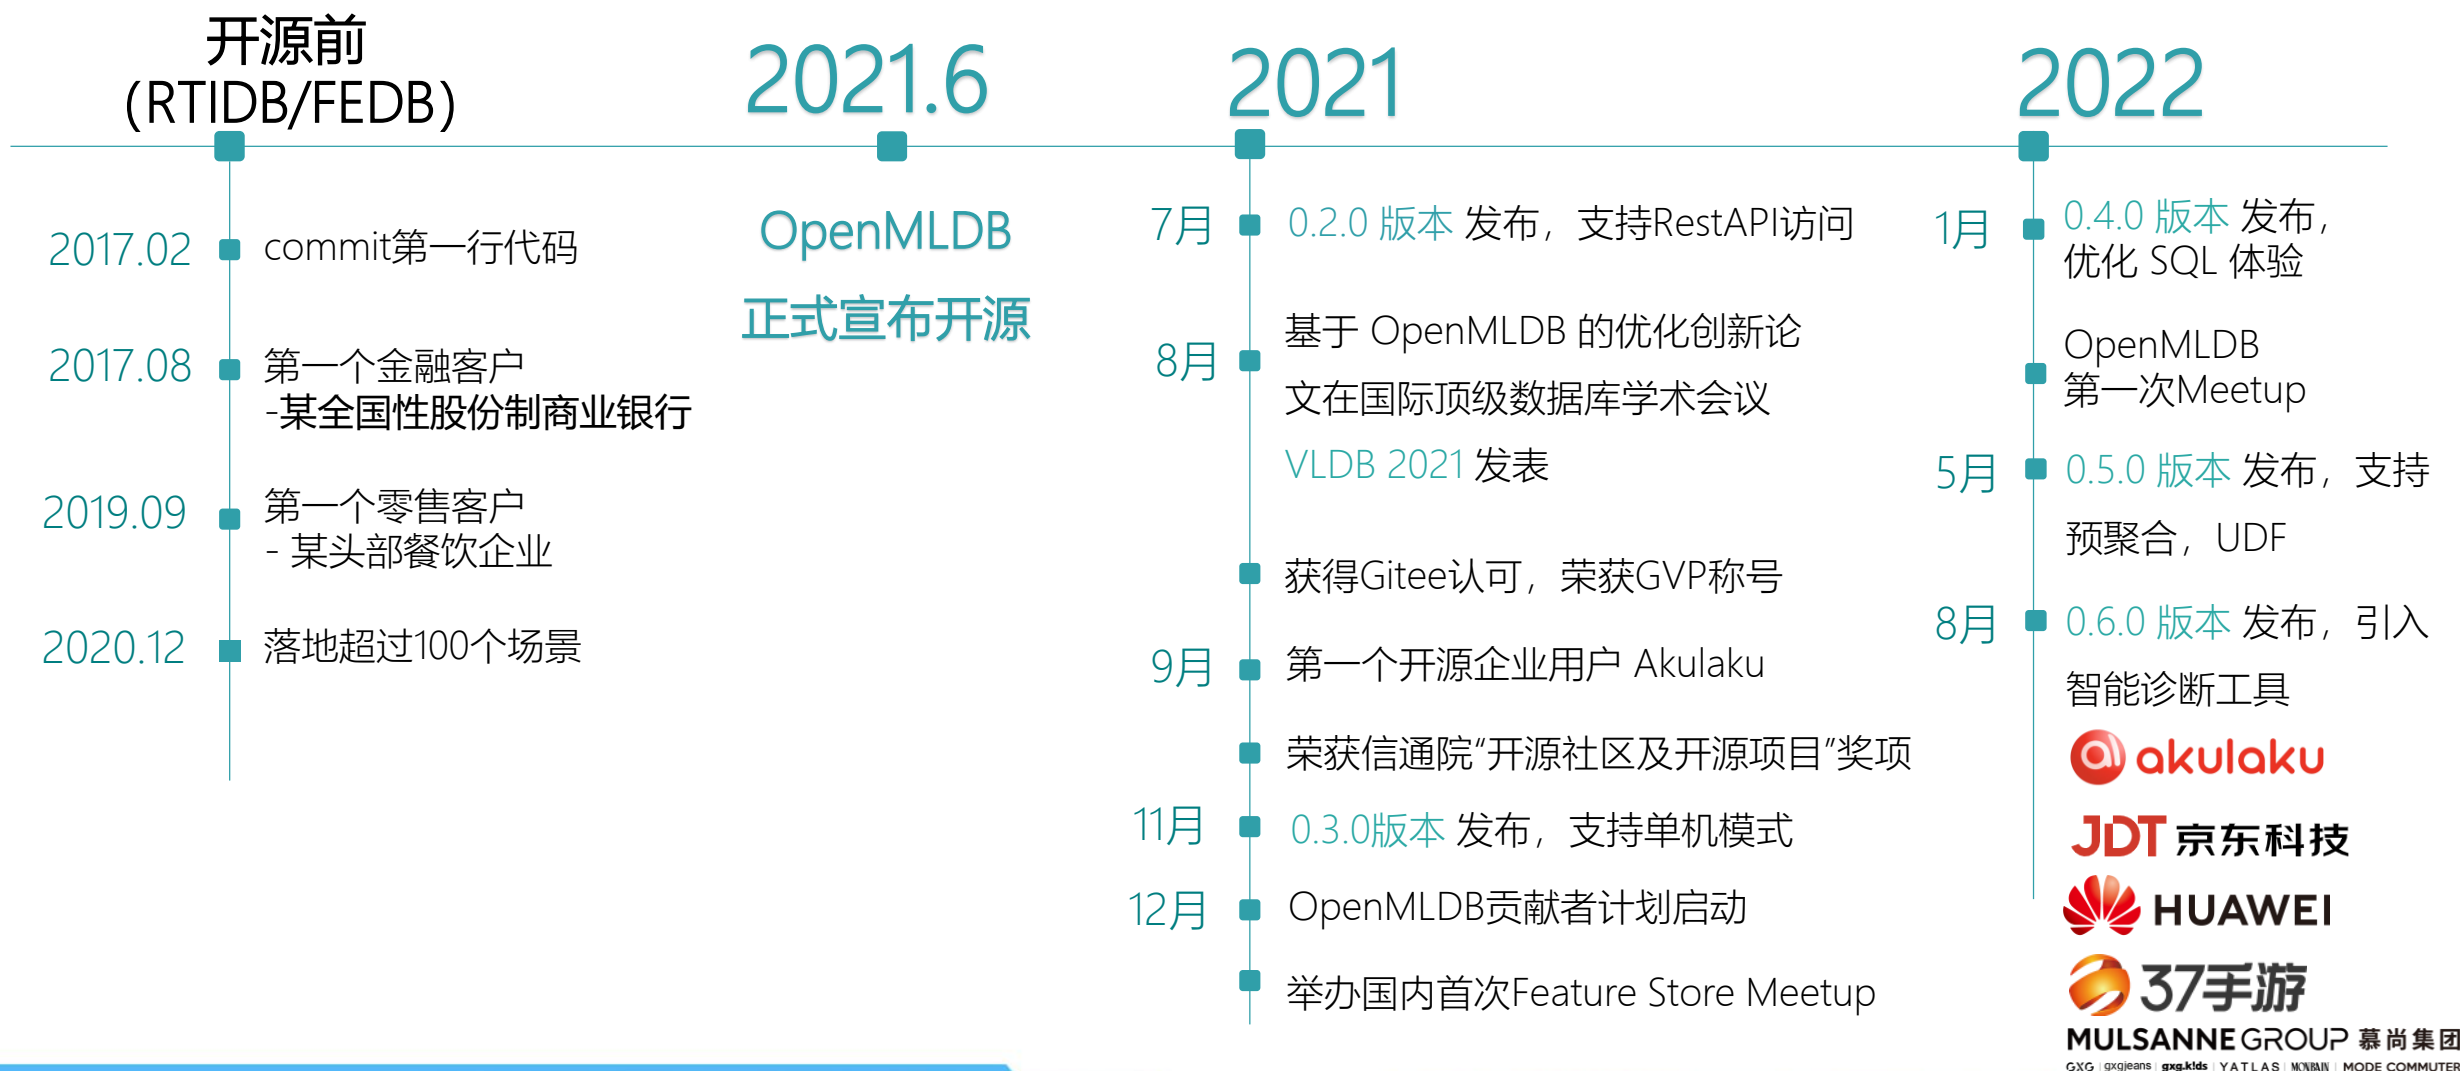 开源前
(RTIDB/FEDB)
2017.02
commit第一行代码
2017.08
第一个金融客户
-某全国性股份制商业银行
2019.09
第一个零售客户
- 某头部餐饮企业
2020.12
落地超过100个场景
2021.6
OpenMLDB
正式宣布开源
2021
7月
0.2.0 版本 发布，支持RestAPI访问
8月
基于 OpenMLDB 的优化创新论
文在国际顶级数据库学术会议
VLDB 2021 发表
获得Gitee认可，荣获GVP称号
9月
第一个开源企业用户 Akulaku
荣获信通院“开源社区及开源项目”奖项
11月
0.3.0版本 发布，支持单机模式
12月
OpenMLDB贡献者计划启动
举办国内首次Feature Store Meetup
2022
1月
0.4.0 版本 发布，
优化 SQL 体验
OpenMLDB
第一次Meetup
5月
0.5.0 版本 发布，支持
预聚合，UDF
8月
0.6.0 版本 发布，引入
智能诊断工具
akulaku
JDT 京东科技
HUAWEI
37手游
MULSANNE GROUP 慕尚集团
GXG | gxgjeans | gxg.kids | YATLAS | | MODE COMMUTER